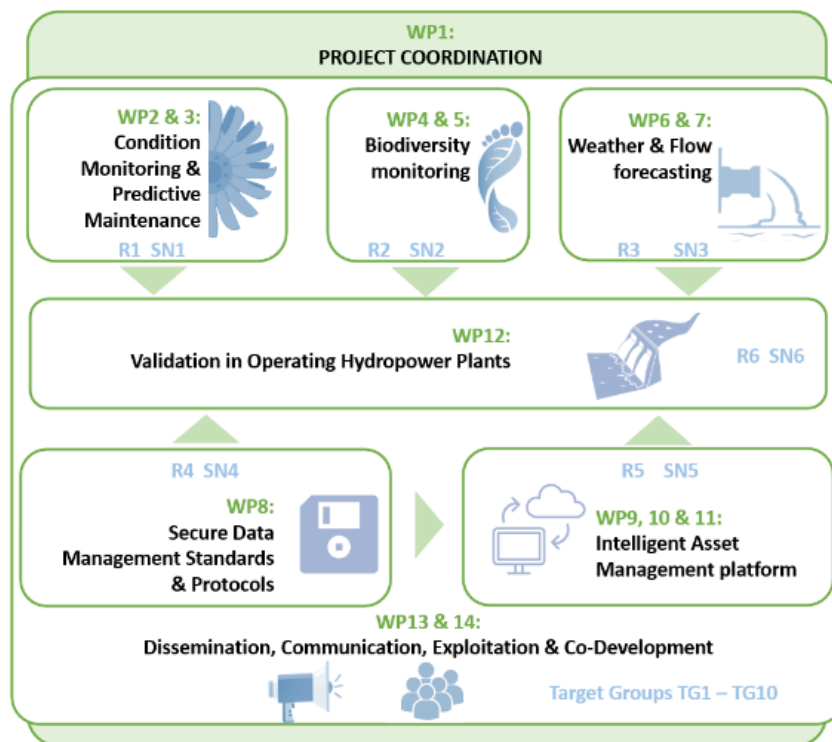 WP1:
PROJECT COORDINATION
WP2 & 3:
Condition
Monitoring &
Predictive
Maintenance
R1 SN1
WP4 & 5:
Biodiversity
monitoring
R2 SN2
WP6 & 7:
Weather & Flow
forecasting
R3 SN3
WP12:
Validation in Operating Hydropower Plants
R6 SN6
R4 SN4
WP8:
Secure Data
Management Standards
& Protocols
R5 SN5
WP9, 10 & 11:
Intelligent Asset
Management platform
WP13 & 14:
Dissemination, Communication, Exploitation & Co-Development
Target Groups TG1 – TG10